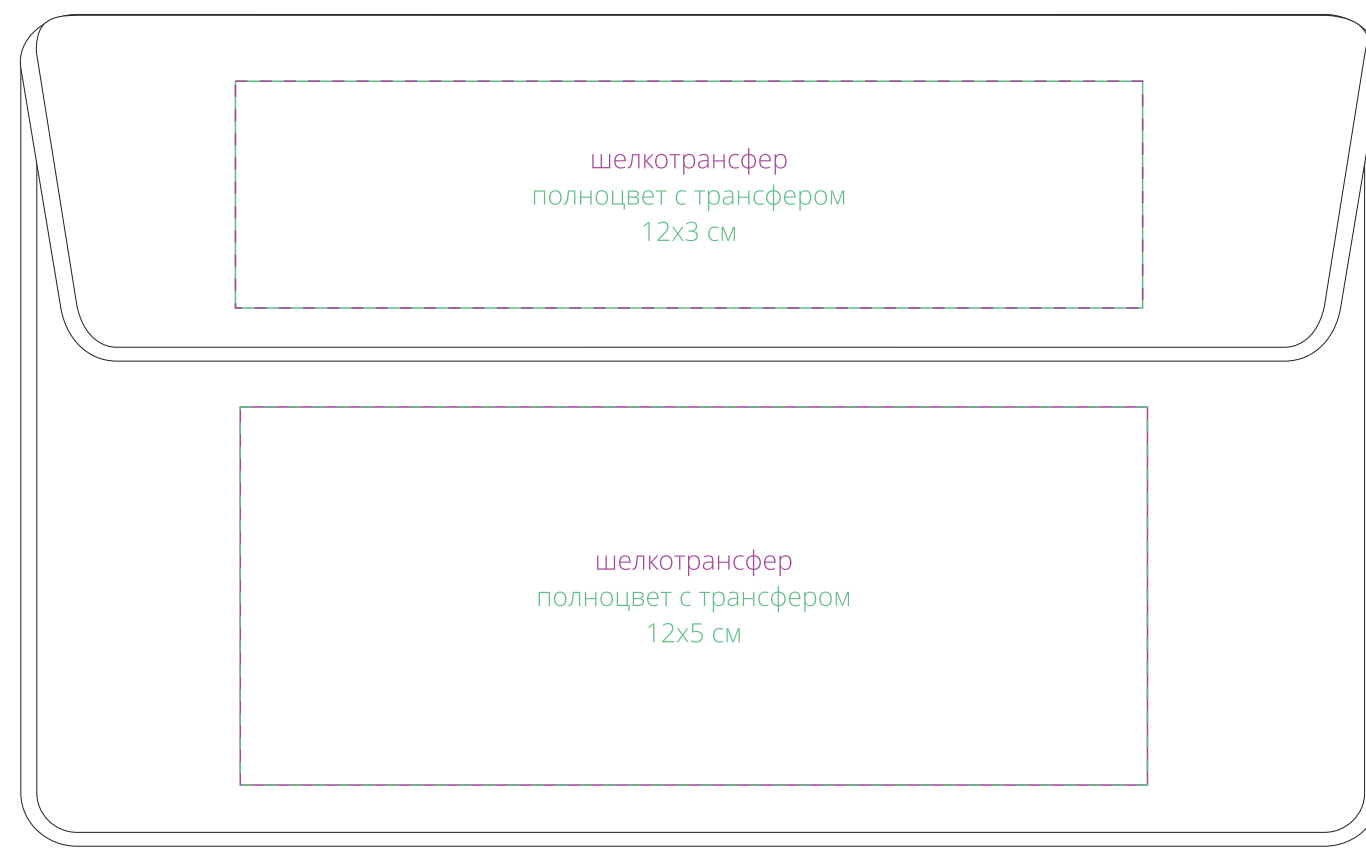 шелкотрансфер
полноцвет с трансфером
12х3 см
шелкотрансфер
полноцвет с трансфером
12х5 см